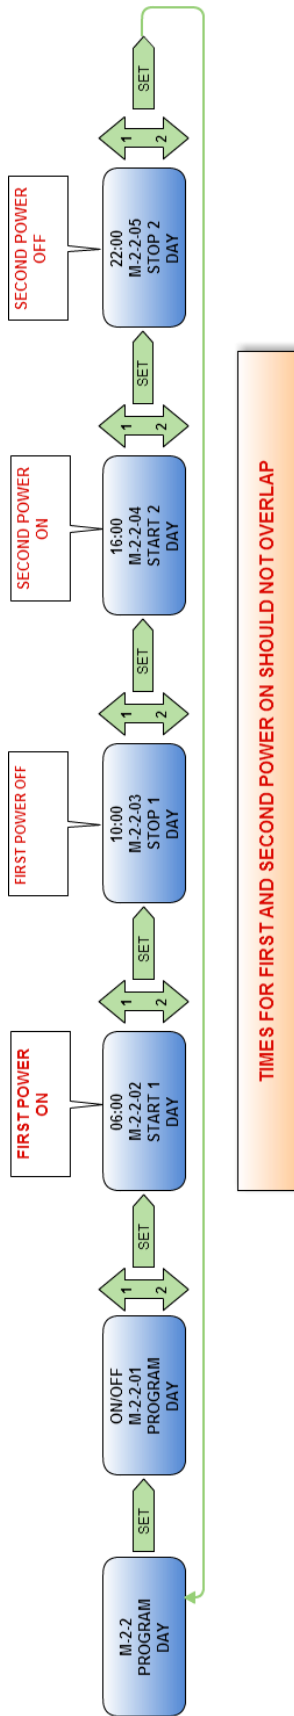 M-2-2
PROGRAM
DAY
SET
ON/OFF
M-2-2-01
PROGRAM
DAY
1
2
SET
FIRST POWER
ON
06:00
M-2-2-02
START 1
DAY
1
2
SET
FIRST POWER OFF
10:00
M-2-2-03
STOP 1
DAY
1
2
SET
SECOND POWER
ON
16:00
M-2-2-04
START 2
DAY
1
2
SET
SECOND POWER
OFF
22:00
M-2-2-05
STOP 2
DAY
1
2
SET
TIMES FOR FIRST AND SECOND POWER ON SHOULD NOT OVERLAP